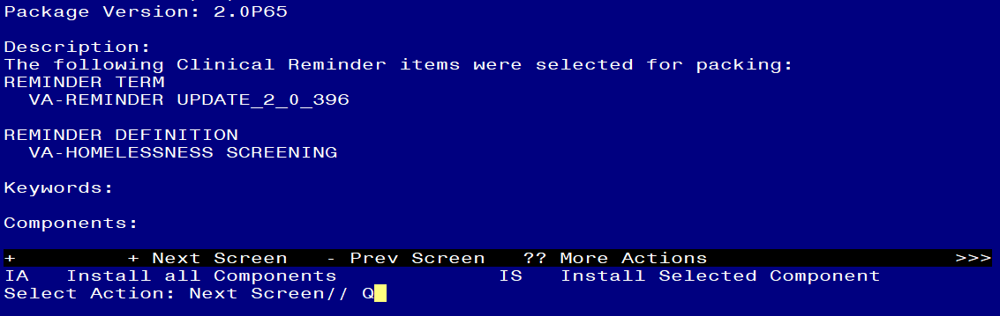 Package Version: 2.0P65
Description:
The following Clinical Reminder items were selected for packing:
REMINDER TERM
VA-REMINDER UPDATE_2_0_396
REMINDER DEFINITION
VA-HOMELESSNESS SCREENING
Keywords:
Components:
+ + Next Screen - Prev Screen ?? More Actions >>>
IA Install all Components IS Install Selected Component
Select Action: Next Screen// Q